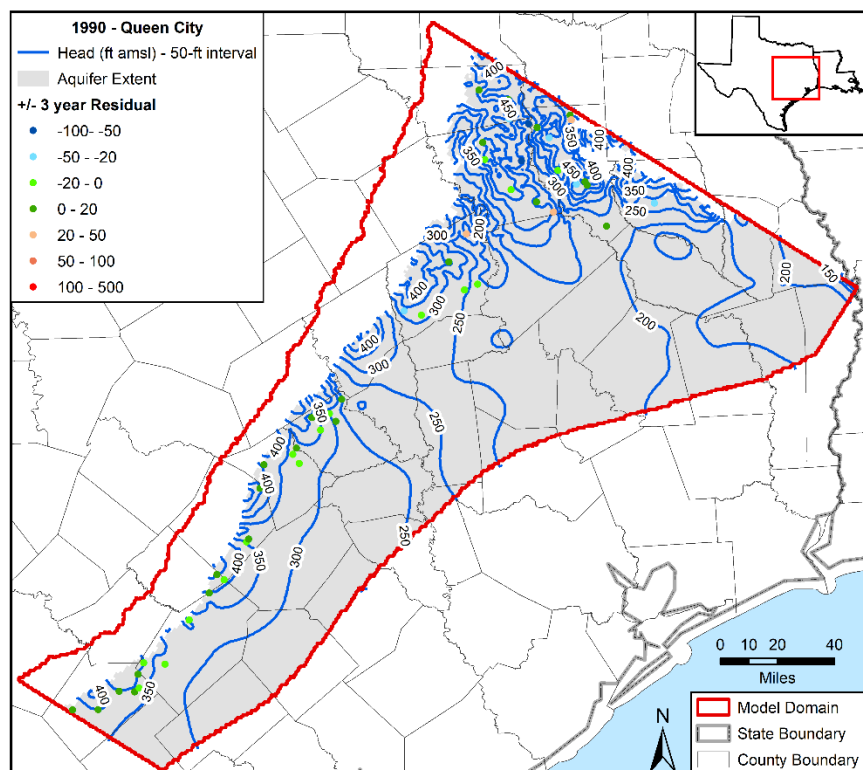 1990 - Queen City
Head (ft amsl) - 50-ft interval
Aquifer Extent
+/- 3 year Residual
-100- -50
-50 - -20
-20 - 0
0 - 20
20 - 50
50 - 100
100 - 500
400
450
350
350
400
400
400
450
300
350
250
300
200
200
150
400
300
250
200
400
300
350
250
400
400
350
300
250
400
400
350
0 10 20 40
Miles
N
Model Domain
State Boundary
County Boundary